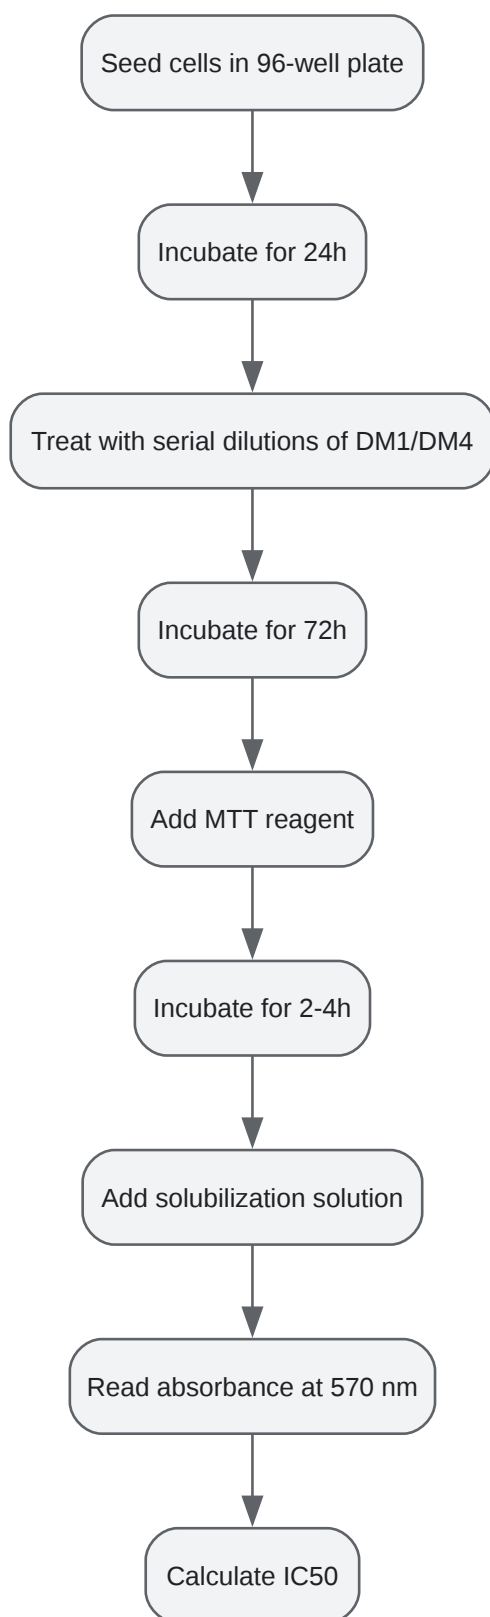 Seed cells in 96-well plate
Incubate for 24h
Treat with serial dilutions of DM1/DM4
Incubate for 72h
Add MTT reagent
Incubate for 2-4h
Add solubilization solution
Read absorbance at 570 nm
Calculate IC50